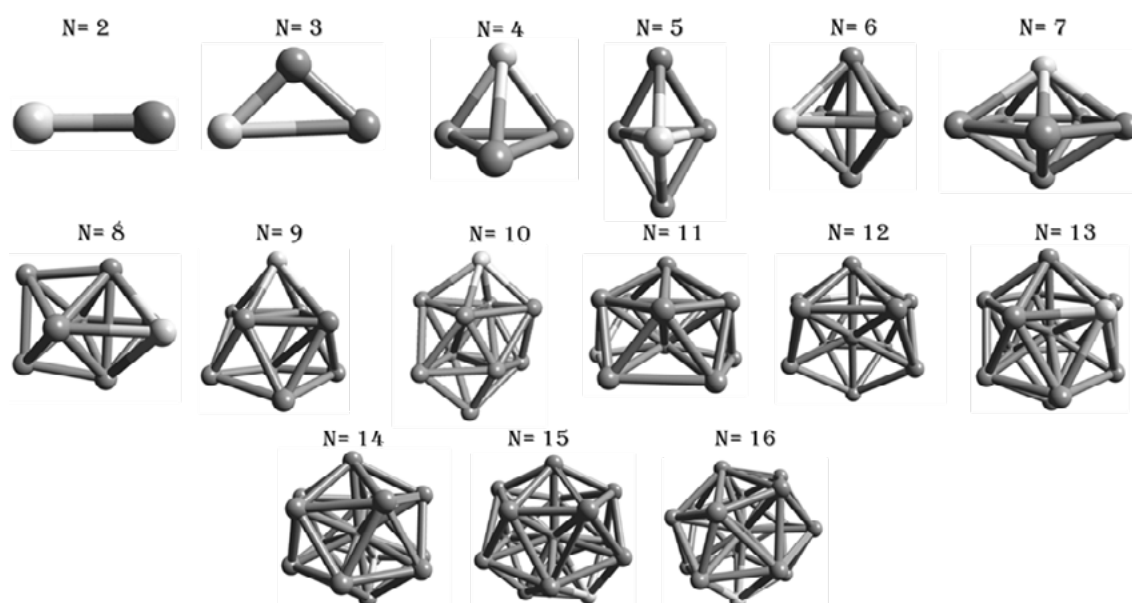 N= 2
N= 3
N= 4
N= 5
N= 6
N= 7
N= 8
N= 9
N= 10
N= 11
N= 12
N= 13
N= 14
N= 15
N= 16